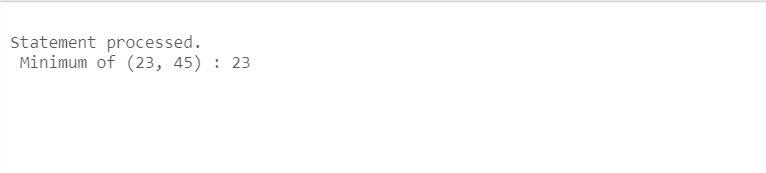 Statement processed.
Minimum of (23, 45) : 23